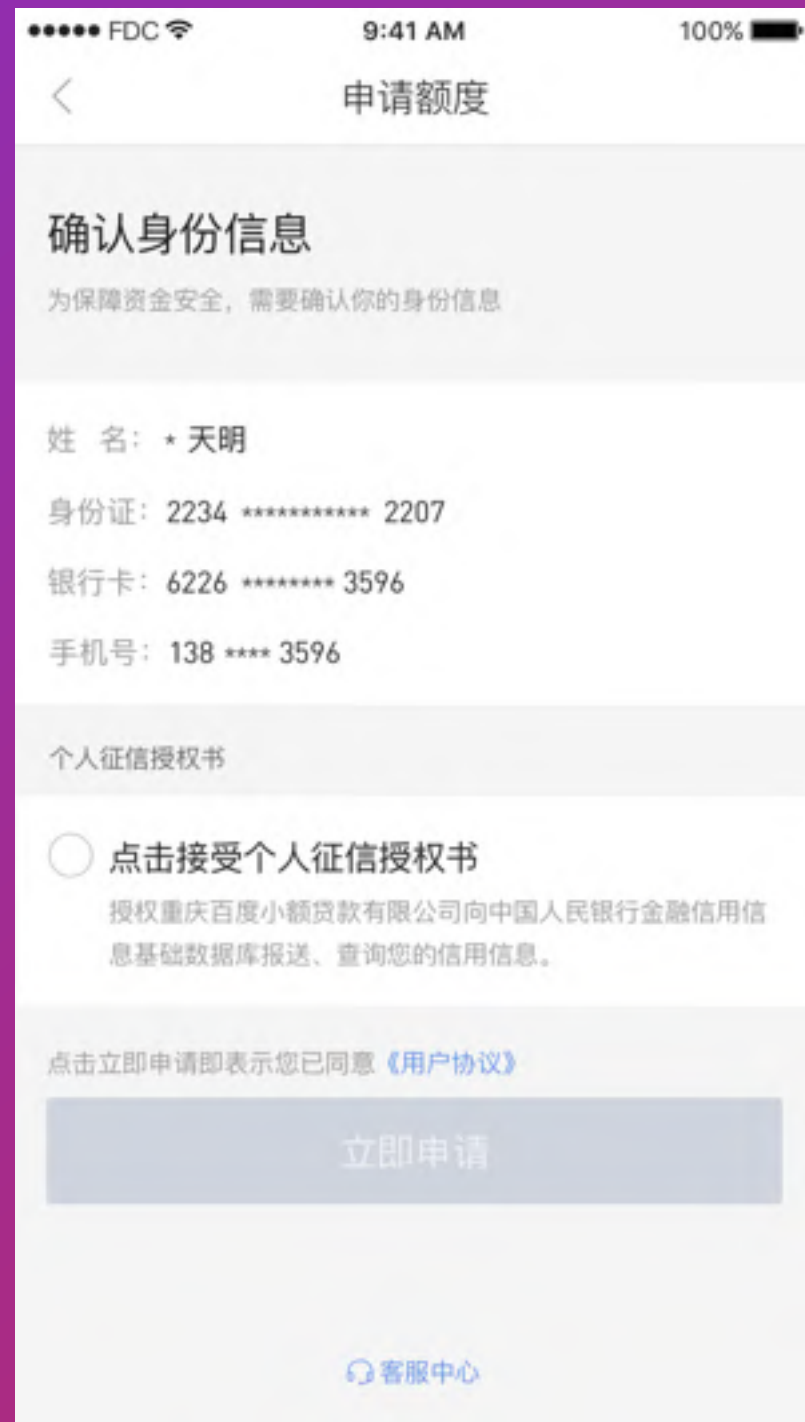 ••••• FDC 9:41 AM 100%
申请额度
确认身份信息
为保障资金安全，需要确认你的身份信息
姓 名：* 天明
身份证：2234 *********** 2207
银行卡：6226 ******** 3596
手机号：138 **** 3596
个人征信授权书
点击接受个人征信授权书
授权重庆百度小额贷款有限公司向中国人民银行金融信用信
息基础数据库报送、查询您的信用信息。
点击立即申请即表示您已同意《用户协议》
立即申请
客服中心